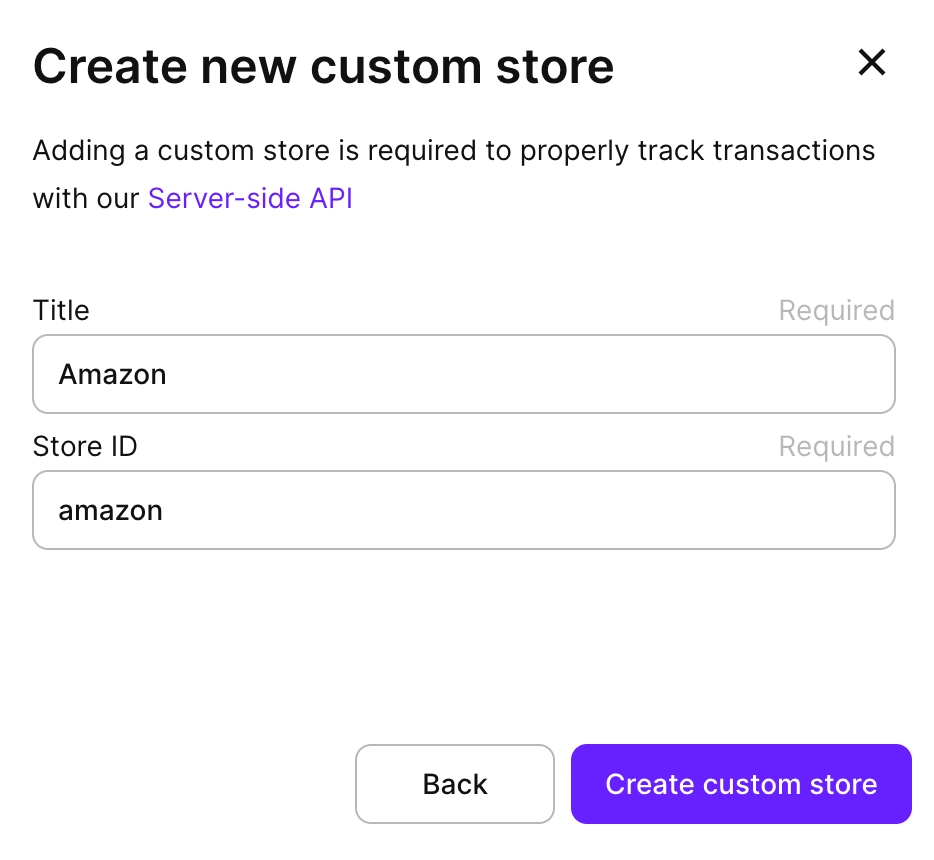 Create new custom store
Adding a custom store is required to properly track transactions
with our Server-side API
Title Required
Amazon
Store ID Required
amazon
Back Create custom store